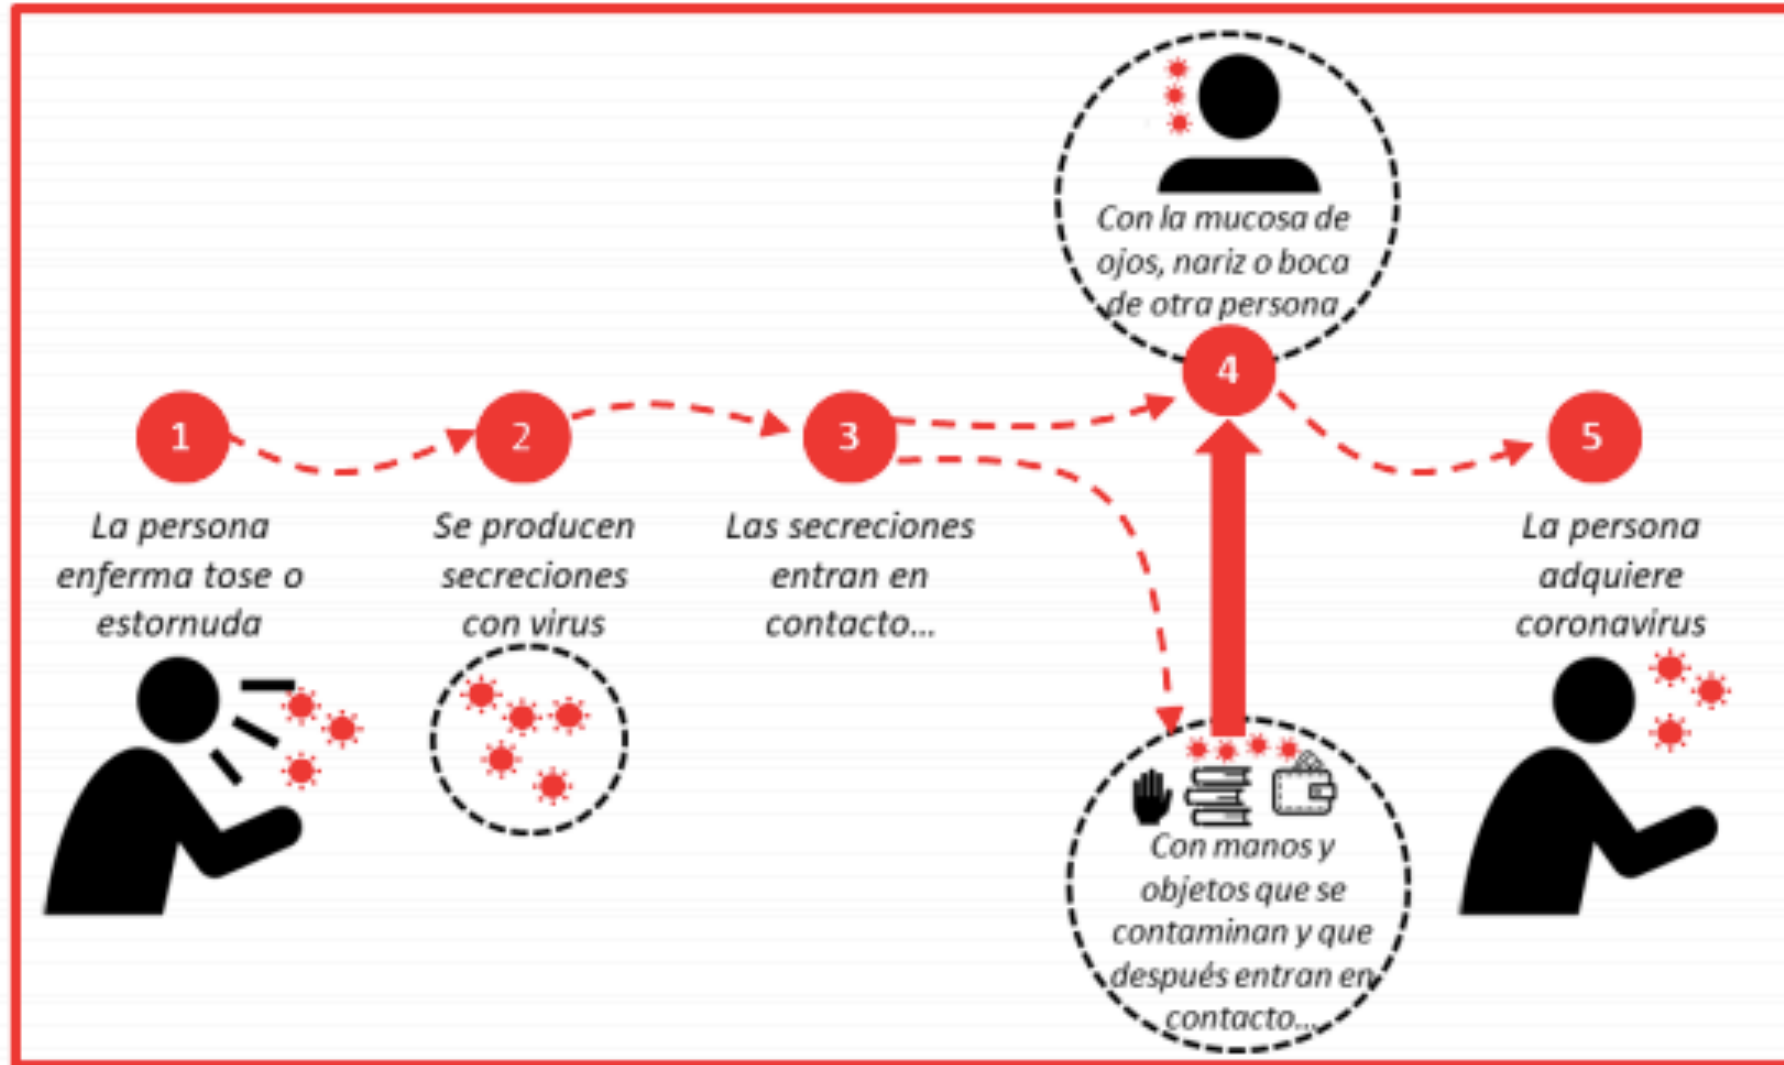 1
La persona
enferma tose o
estornuda
2
Se producen
secreciones
con virus
3
Las secreciones
entran en
contacto...
Con la mucosa de
ojos, nariz o boca
de otra persona
4
Con manos y
objetos que se
contaminan y que
después entran en
contacto...
5
La persona
adquiere
coronavirus